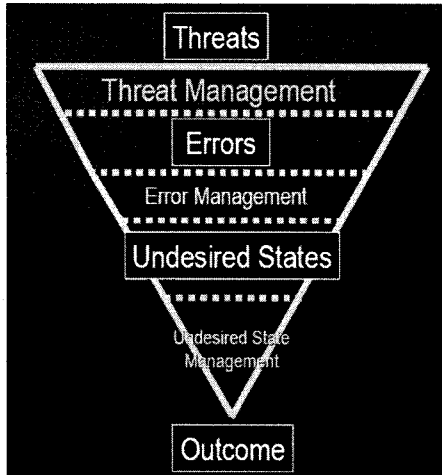 Threats
Threat Management
Errors
Error Management
Undesired States
Undesired State
Management
Outcome